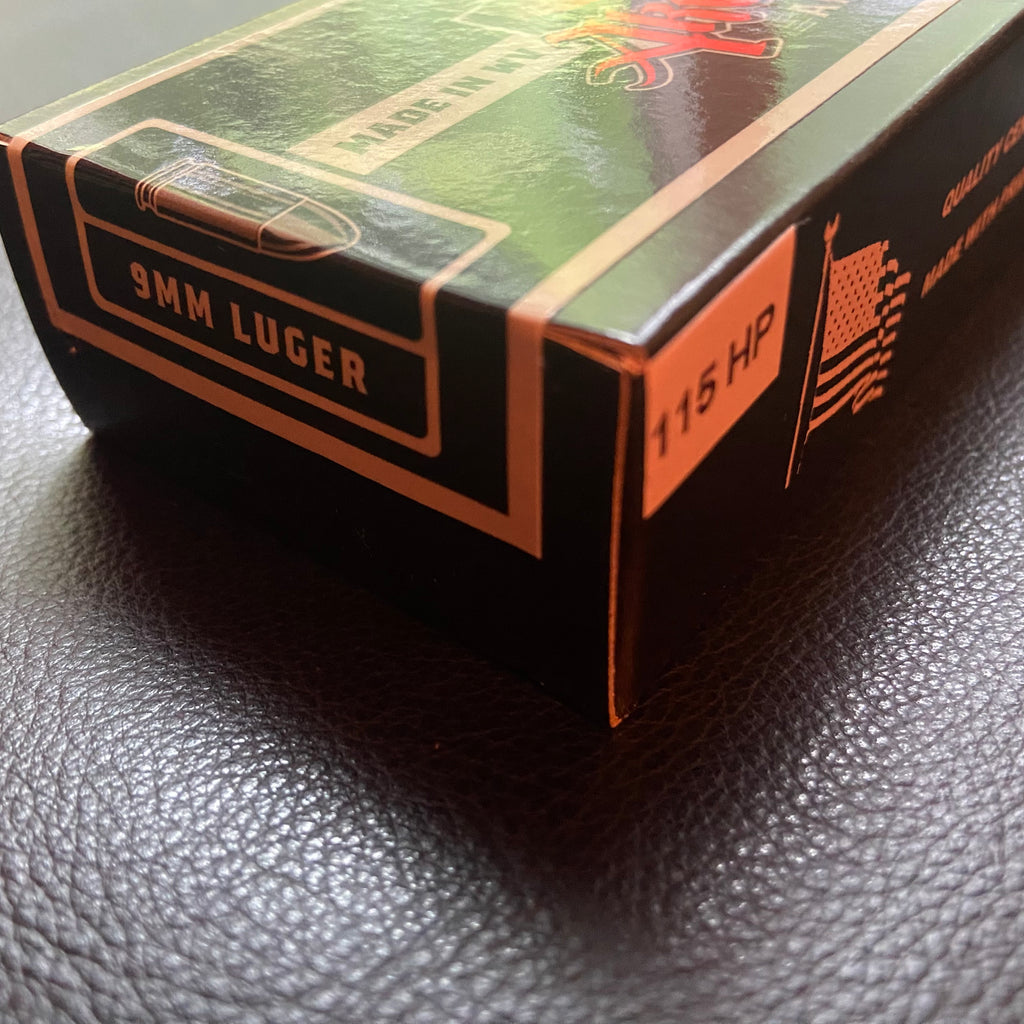 MADE IN
9MM LUGER
115 HP
QUALITY
MADE WITH